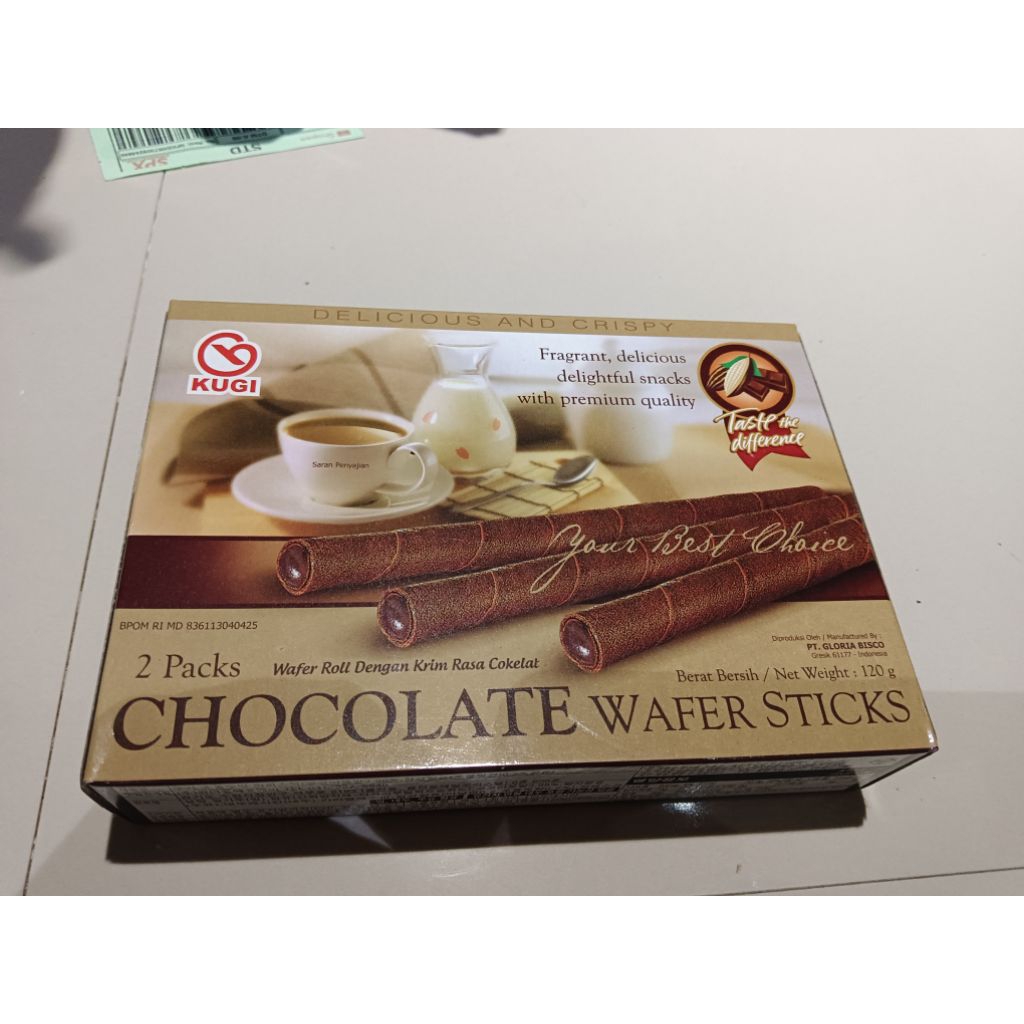 STD
SPX
DELICIOUS AND CRISPY
KUGI
Fragrant, delicious
delightful snacks
with premium quality
Taste the
difference
Saran Penyajian
Your Best Choice
BPOM RI MD 836113040425
Diproduksi Oleh / Manufactured By :
PT. GLORIA BISCO
Gresik 61177 - Indonesia
2 Packs
Wafer Roll Dengan Krim Rasa Cokelat
Berat Bersih / Net Weight : 120 g
CHOCOLATE WAFER STICKS